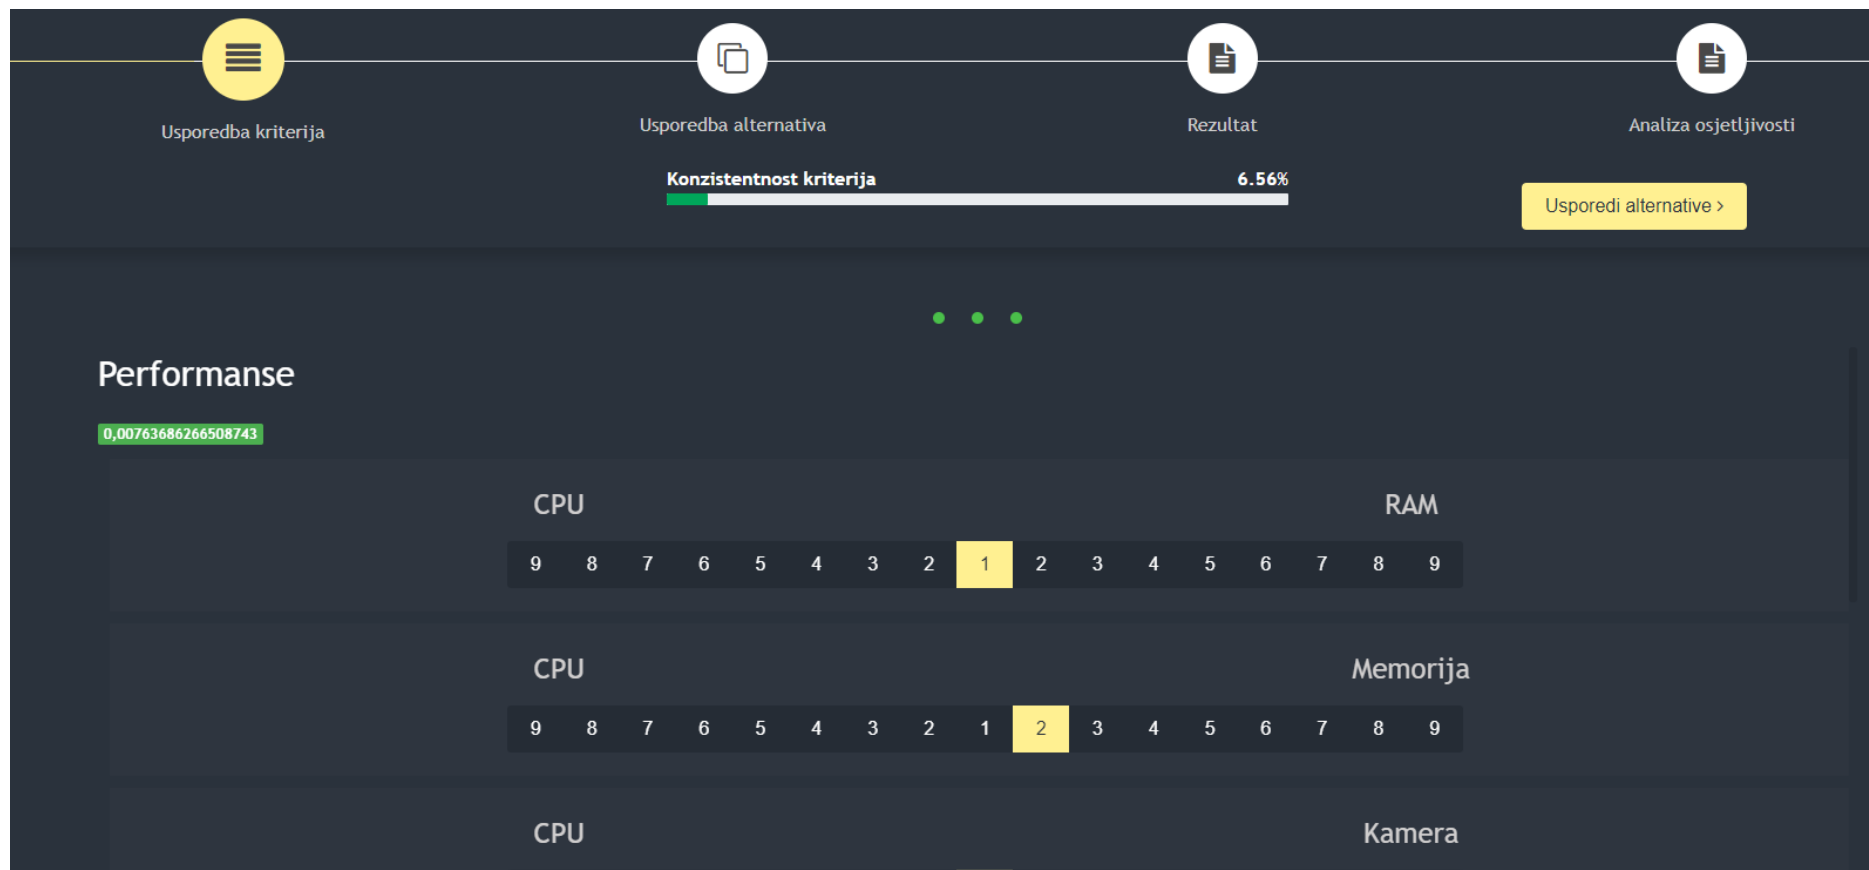 Usporedba kriterija
Usporedba alternativa
Rezultat
Analiza osjetljivosti
Konzistentnost kriterija 6.56%
Usporedi alternative >
Performanse
0,00763686266508743
CPU RAM
9 8 7 6 5 4 3 2 1 2 3 4 5 6 7 8 9
CPU Memorija
9 8 7 6 5 4 3 2 1 2 3 4 5 6 7 8 9
CPU Kamera